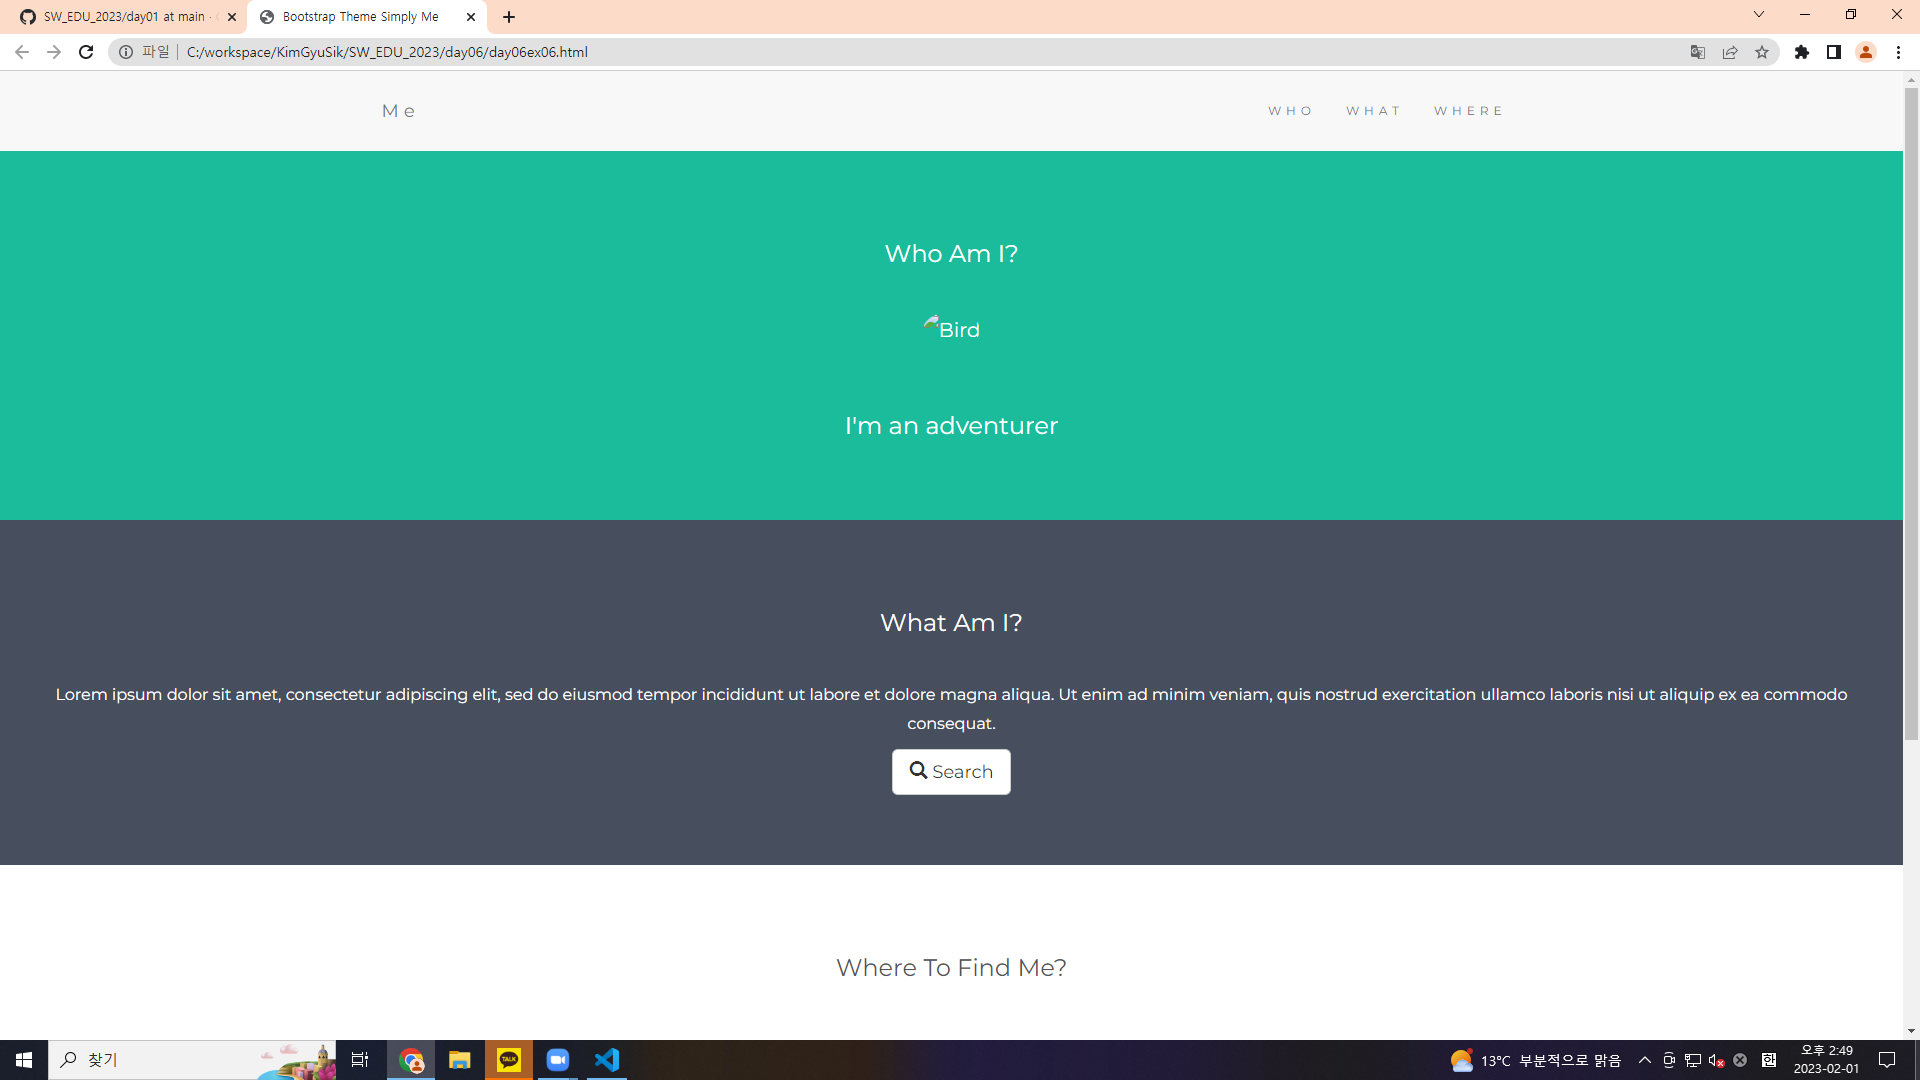 SW_EDU_2023/day01 at main ·
Bootstrap Theme Simply Me
파일
C:/workspace/KimGyuSik/SW_EDU_2023/day06/day06ex06.html
Me
WHO WHAT WHERE
Who Am I?
Bird
I'm an adventurer
What Am I?
Lorem ipsum dolor sit amet, consectetur adipiscing elit, sed do eiusmod tempor incididunt ut labore et dolore magna aliqua. Ut enim ad minim veniam, quis nostrud exercitation ullamco laboris nisi ut aliquip ex ea commodo
consequat.
Search
Where To Find Me?
찾기
TALK
13°C 부분적으로 맑음
한
오후 2:49
2023-02-01